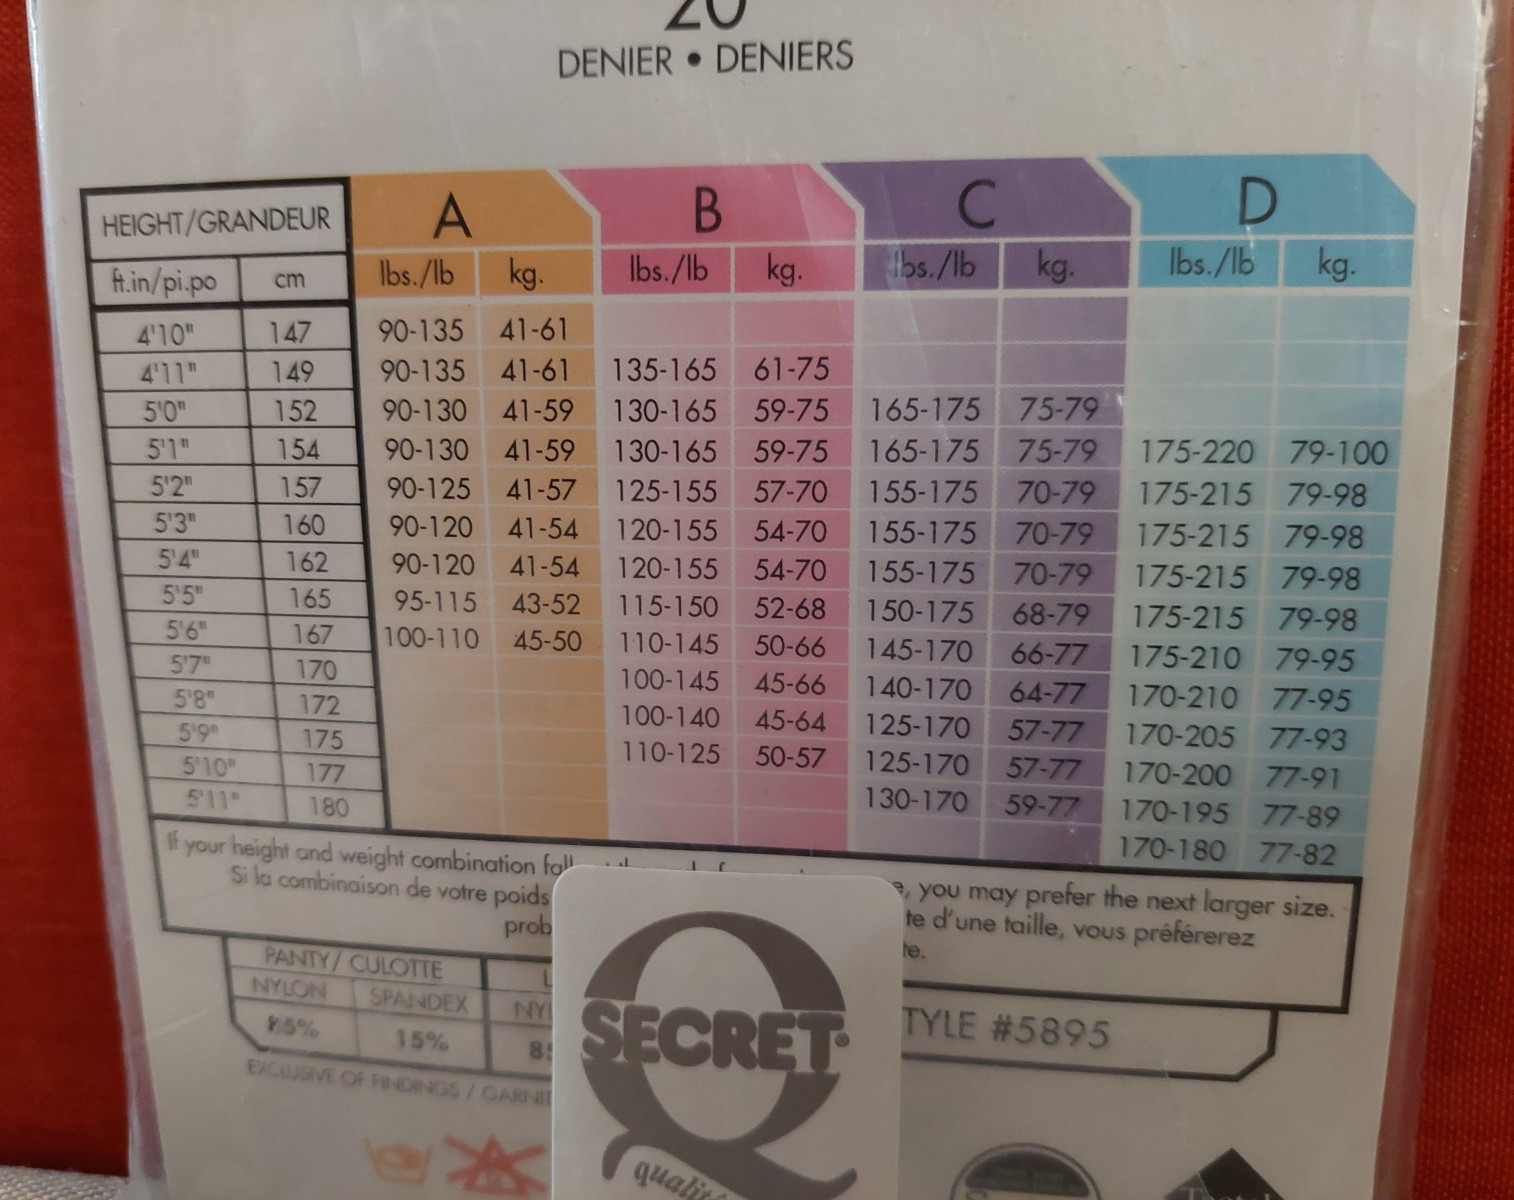 20
DENIER • DENIERS
HEIGHT/GRANDEUR A B C D
ft.in/pi.po cm lbs./lb kg. lbs./lb kg. lbs./lb kg. lbs./lb kg.
4'10" 147 90-135 41-61
4'11" 149 90-135 41-61 135-165 61-75
5'0" 152 90-130 41-59 130-165 59-75 165-175 75-79
5'1" 154 90-130 41-59 130-165 59-75 165-175 75-79 175-220 79-100
5'2" 157 90-125 41-57 125-155 57-70 155-175 70-79 175-215 79-98
5'3" 160 90-120 41-54 120-155 54-70 155-175 70-79 175-215 79-98
5'4" 162 90-120 41-54 120-155 54-70 155-175 70-79 175-215 79-98
5'5" 165 95-115 43-52 115-150 52-68 150-175 68-79 175-215 79-98
5'6" 167 100-110 45-50 110-145 50-66 145-170 66-77 175-210 79-95
5'7" 170 100-145 45-66 140-170 64-77 170-210 77-95
5'8" 172 100-140 45-64 125-170 57-77 170-205 77-93
5'9" 175 110-125 50-57 125-170 57-77 170-200 77-91
5'10" 177 130-170 59-77 170-195 77-89
5'11" 180 170-180 77-82
If your height and weight combination e, you may prefer the next larger size.
Si la combinaison de votre poids te d'une taille, vous préférerez
prob te.
PANTY/ CULOTTE L
NYLON SPANDEX NYL
15% 85
TYLE #5895
EXCLUSIVE OF FINDINGS / GARNIT
Q
SECRET®
qualité